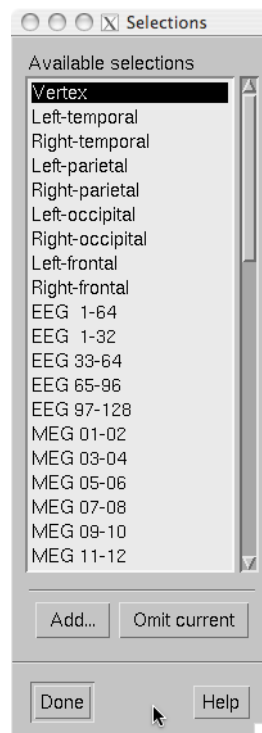 X Selections
Available selections
Vertex
Left-temporal
Right-temporal
Left-parietal
Right-parietal
Left-occipital
Right-occipital
Left-frontal
Right-frontal
EEG 1-64
EEG 1-32
EEG 33-64
EEG 65-96
EEG 97-128
MEG 01-02
MEG 03-04
MEG 05-06
MEG 07-08
MEG 09-10
MEG 11-12
Add... Omit current
Done Help